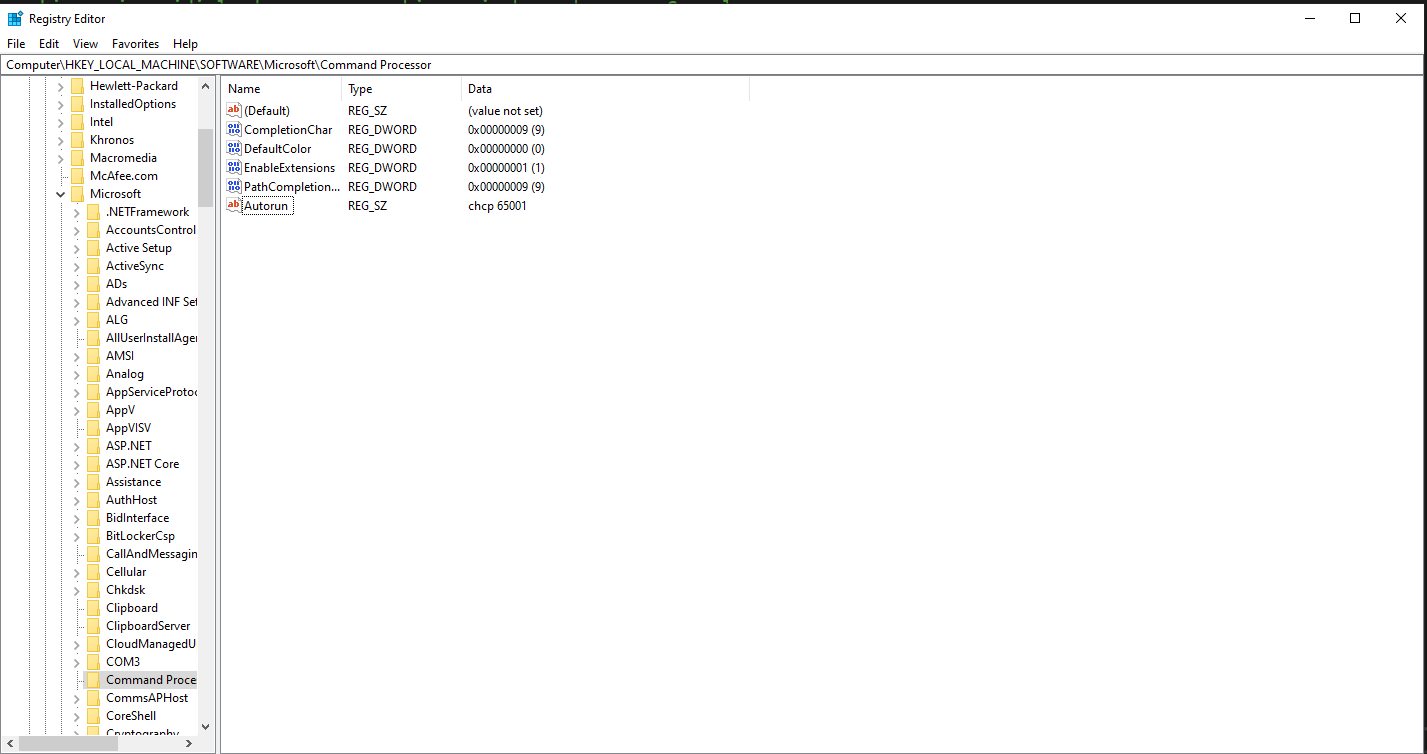 Registry Editor
File Edit View Favorites Help
Computer\HKEY_LOCAL_MACHINE\SOFTWARE\Microsoft\Command Processor
Hewlett-Packard
InstalledOptions
Intel
Khronos
Macromedia
McAfee.com
Microsoft
.NETFramework
AccountsControl
Active Setup
ActiveSync
ADs
Advanced INF Set
ALG
AllUserInstallAger
AMSI
Analog
AppServiceProtoc
AppV
AppVISV
ASP.NET
ASP.NET Core
Assistance
AuthHost
BidInterface
BitLockerCsp
CallAndMessagin
Cellular
Chkdsk
Clipboard
ClipboardServer
CloudManagedU
COM3
Command Proce
CommsAPHost
CoreShell
Cryptography
Name Type Data
(Default) REG_SZ (value not set)
CompletionChar REG_DWORD 0x00000009 (9)
DefaultColor REG_DWORD 0x00000000 (0)
EnableExtensions REG_DWORD 0x00000001 (1)
PathCompletion... REG_DWORD 0x00000009 (9)
Autorun REG_SZ chcp 65001